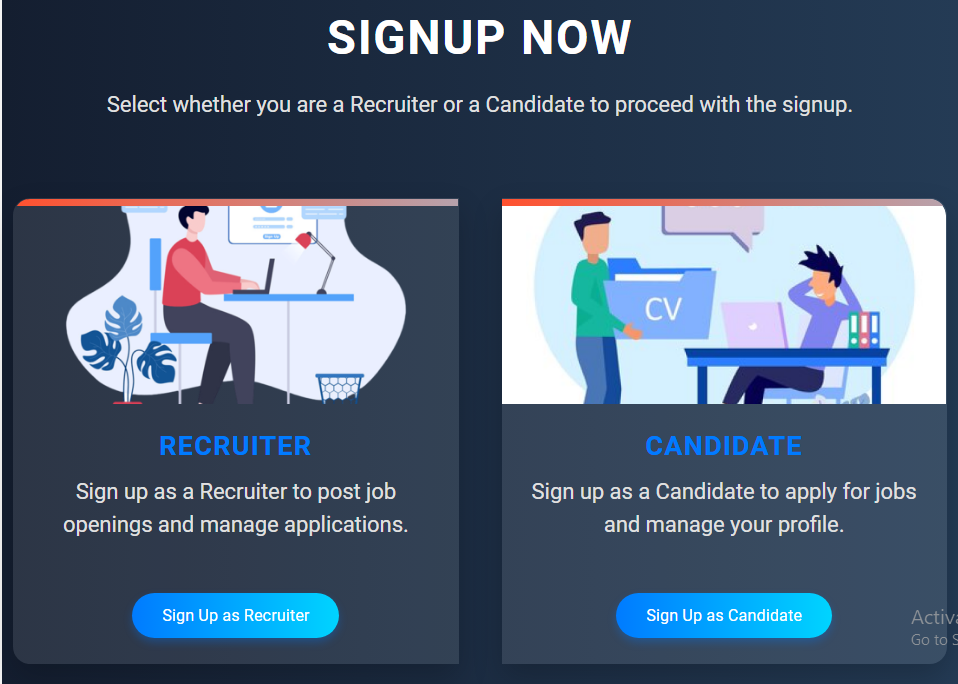 SIGNUP NOW
Select whether you are a Recruiter or a Candidate to proceed with the signup.
CV
RECRUITER
Sign up as a Recruiter to post job
openings and manage applications.
Sign Up as Recruiter
CANDIDATE
Sign up as a Candidate to apply for jobs
and manage your profile.
Sign Up as Candidate
Activa
Go to S